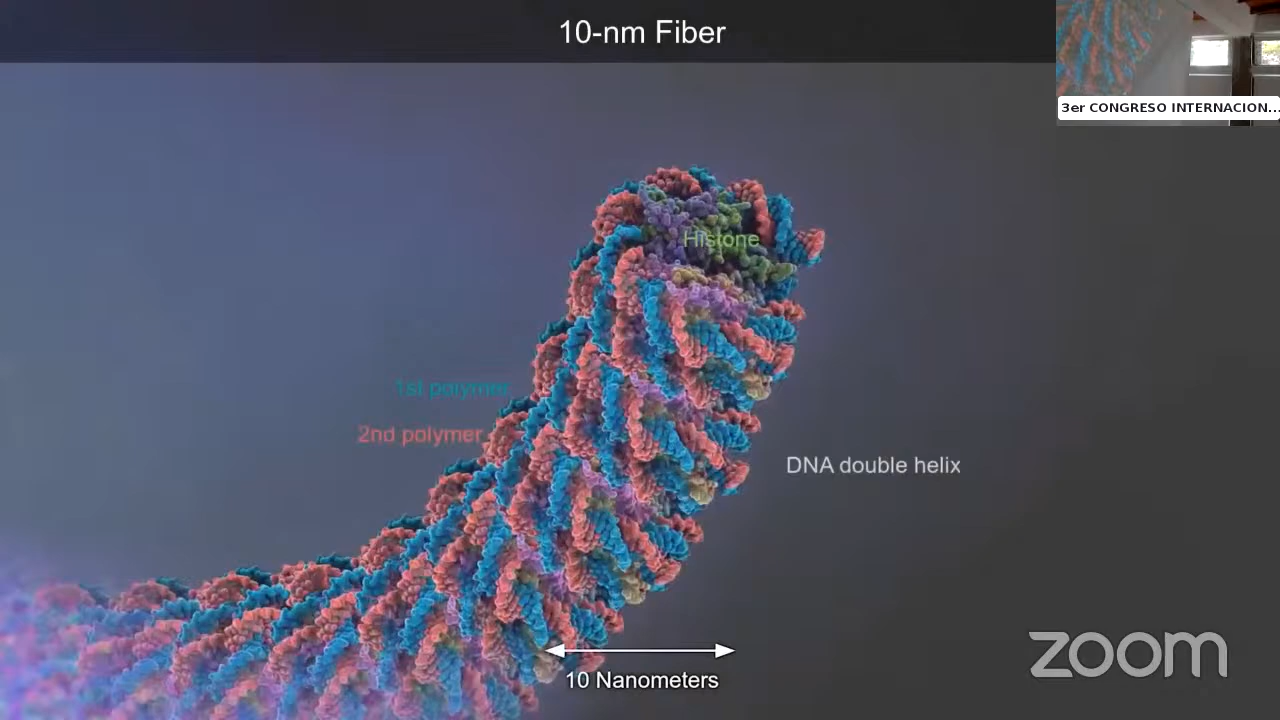 10-nm Fiber
3er CONGRESO INTERNACION...
Histone
1st polymer
2nd polymer
DNA double helix
10 Nanometers
zoom